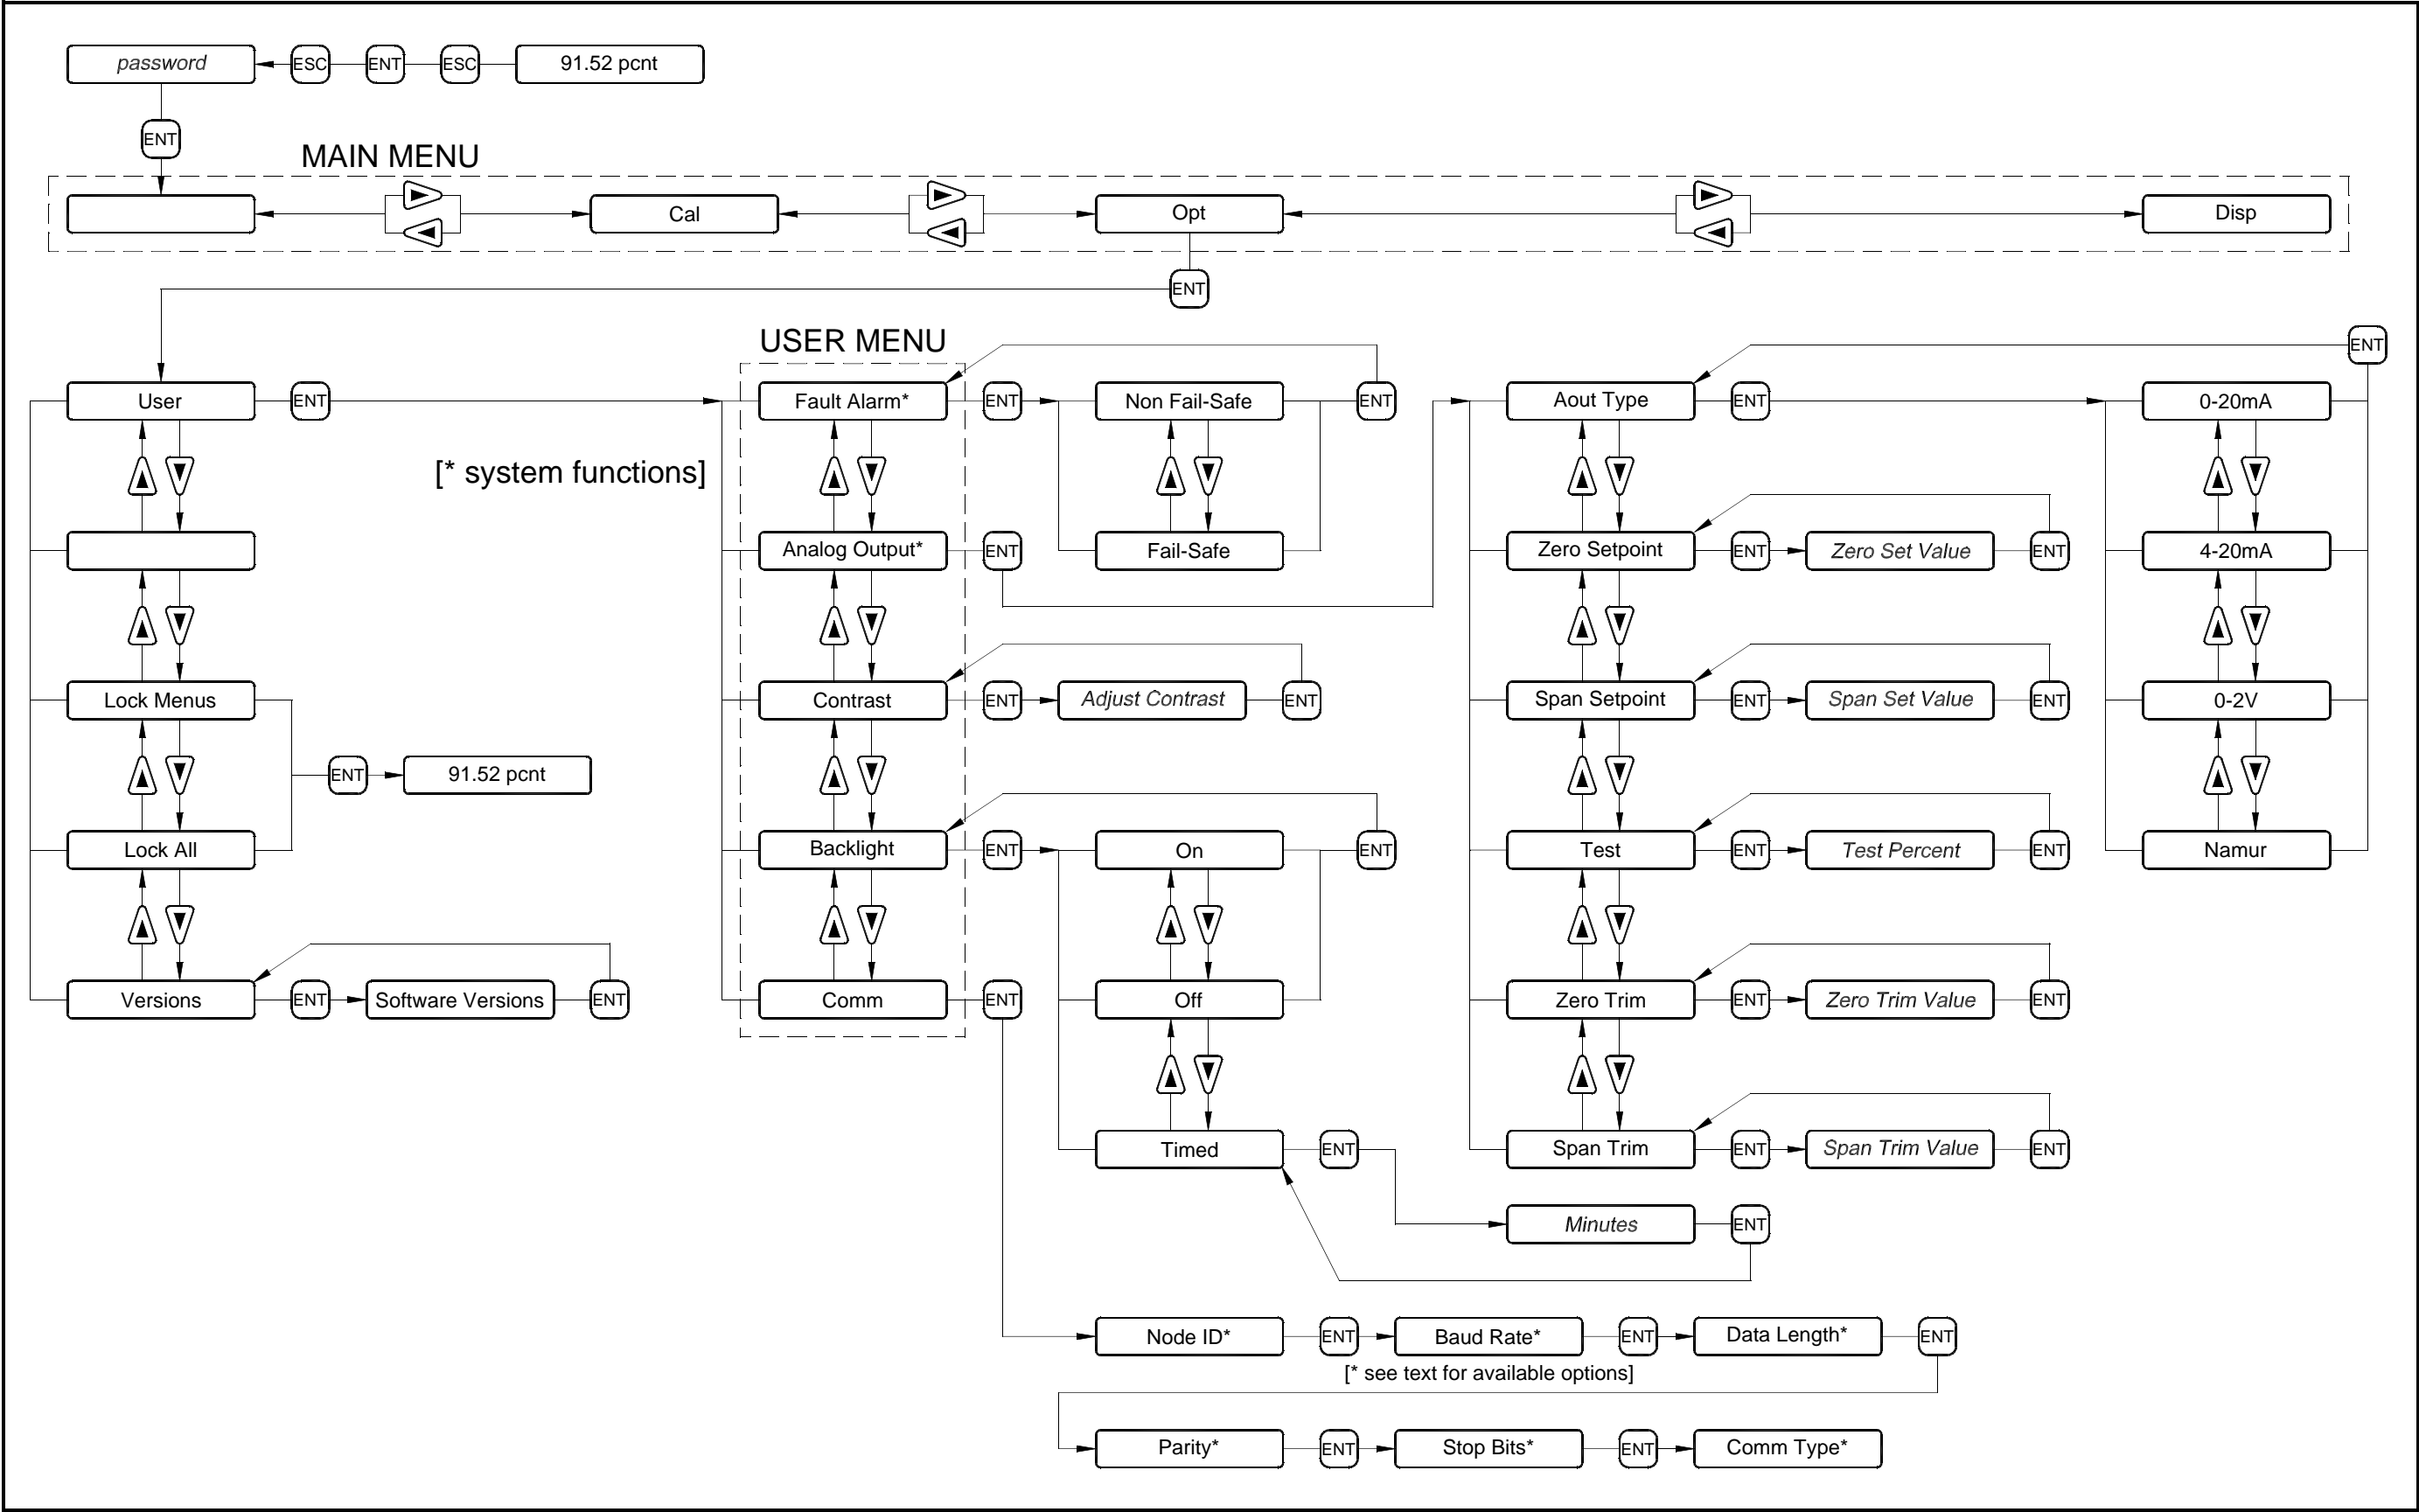 password ESC ENT ESC 91.52 pcnt
ENT
MAIN MENU
Cal Opt Disp
ENT
USER MENU
ENT
User ENT Fault Alarm* ENT Non Fail-Safe ENT Aout Type ENT 0-20mA
[* system functions]
Analog Output* ENT Fail-Safe Zero Setpoint ENT Zero Set Value ENT 4-20mA
Lock Menus Contrast ENT Adjust Contrast ENT Span Setpoint ENT Span Set Value ENT 0-2V
ENT 91.52 pcnt
Lock All Backlight ENT On ENT Test ENT Test Percent ENT Namur
Versions ENT Software Versions ENT Comm ENT Off Zero Trim ENT Zero Trim Value ENT
Timed ENT Span Trim ENT Span Trim Value ENT
Minutes ENT
Node ID* ENT Baud Rate* ENT Data Length* ENT
[* see text for available options]
Parity* ENT Stop Bits* ENT Comm Type*